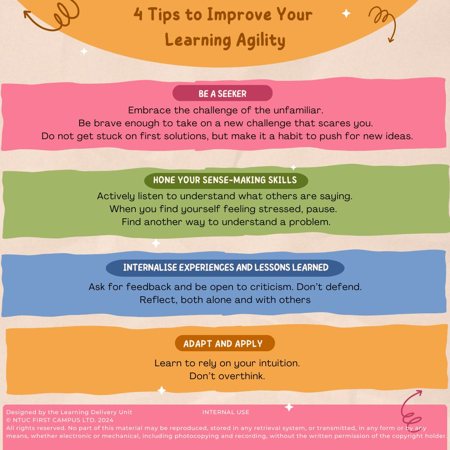 4 Tips to Improve Your
Learning Agility
BE A SEEKER
Embrace the challenge of the unfamiliar.
Be brave enough to take on a new challenge that scares you.
Do not get stuck on first solutions, but make it a habit to push for new ideas.
HONE YOUR SENSE-MAKING SKILLS
Actively listen to understand what others are saying.
When you find yourself feeling stressed, pause.
Find another way to understand a problem.
INTERNALISE EXPERIENCES AND LESSONS LEARNED
Ask for feedback and be open to criticism. Don't defend.
Reflect, both alone and with others
ADAPT AND APPLY
Learn to rely on your intuition.
Don't overthink.
Designed by the Learning Delivery Unit INTERNAL USE
© NTUC FIRST CAMPUS LTD. 2024
All rights reserved. No part of this material may be reproduced, stored in any retrieval system, or transmitted, in any form or by any
means, whether electronic or mechanical, including photocopying and recording, without the written permission of the copyright holder.